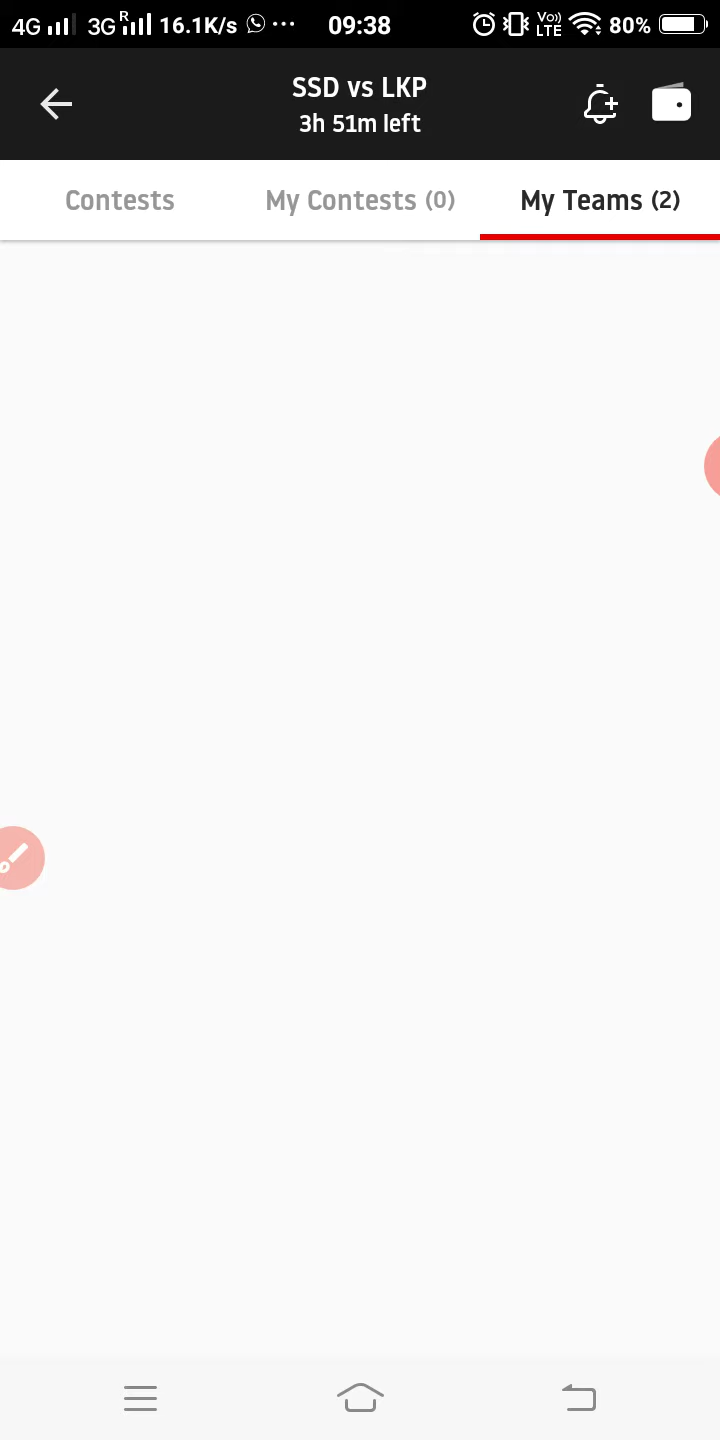 4G 3G R 16.1K/s ... 09:38 Vo)) LTE 80%
SSD vs LKP
3h 51m left
Contests My Contests (0) My Teams (2)